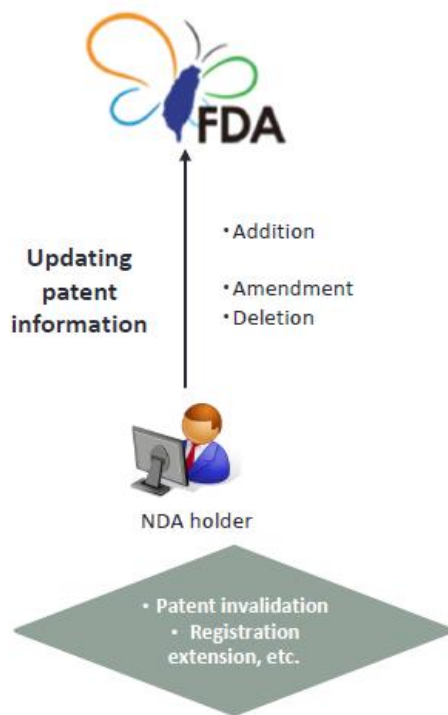 FDA
Updating
patent
information
・Addition
・Amendment
・Deletion
NDA holder
・ Patent invalidation
・ Registration
extension, etc.